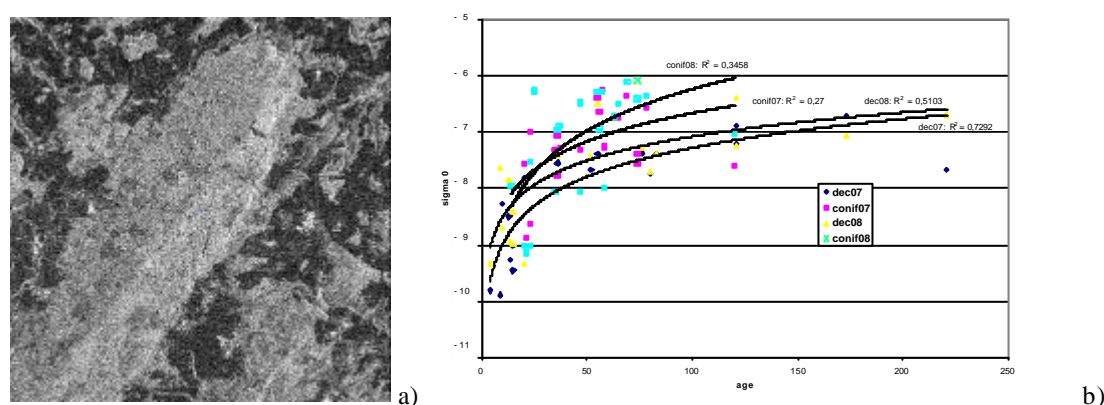 - 5
- 6
- 7
- 8
- 9
- 10
- 11
sigma 0
conif08: R² = 0,3458
conif07: R² = 0,27
dec08: R² = 0,5103
dec07: R² = 0,7292
dec07
conif07
dec08
conif08
0
50
100
150
200
250
age
a)
b)